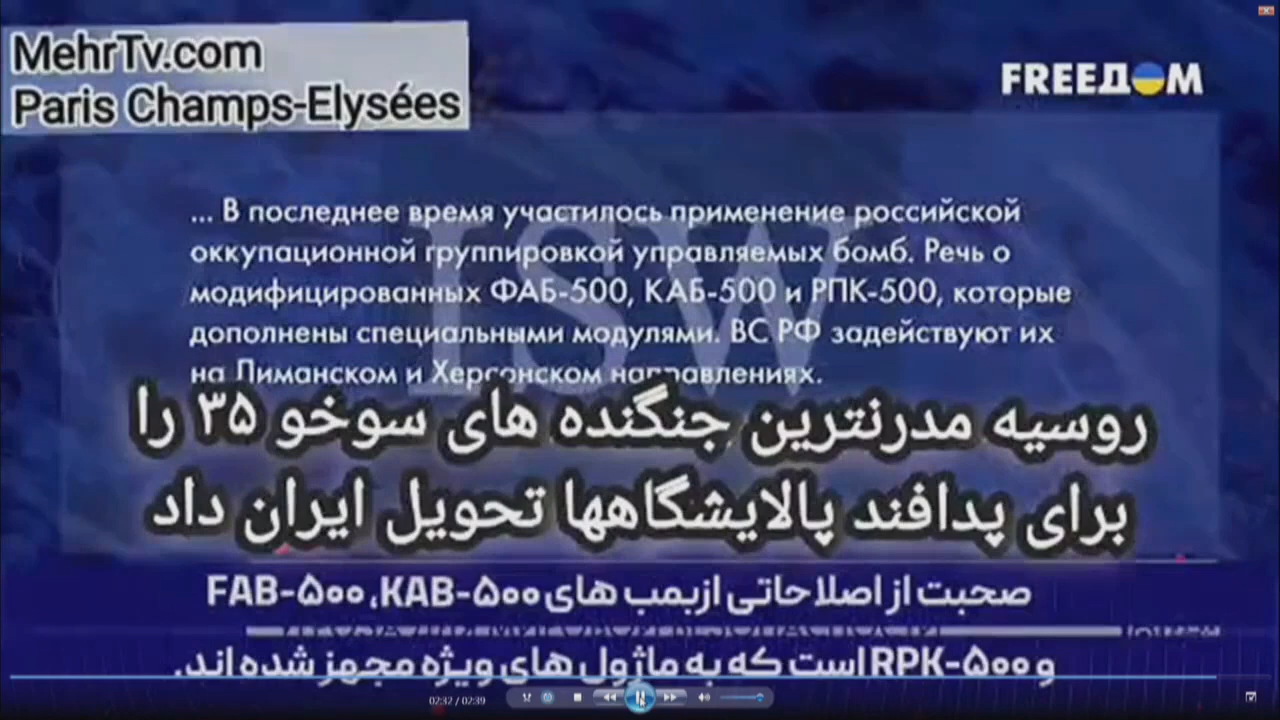 MehrTv.com
Paris Champs-Elysées
FREEДOM
ISW
... В последнее время участилось применение российской
оккупационной группировкой управляемых бомб. Речь о
модифицированных ФАБ-500, КАБ-500 и РПК-500, которые
дополнены специальными модулями. ВС РФ задействуют их
на Лиманском и Херсонском направлениях.
روسیه مدرنترین جنگنده های سوخو ۳۵ را
برای پدافند پالایشگاهها تحویل ایران داد
صحبت از اصلاحاتی ازبمب های FAB-۵۰۰، KAB-۵۰۰
و RPK-۵۰۰ است که به ماژول های ویژه مجهز شده اند.
02:32 / 02:39